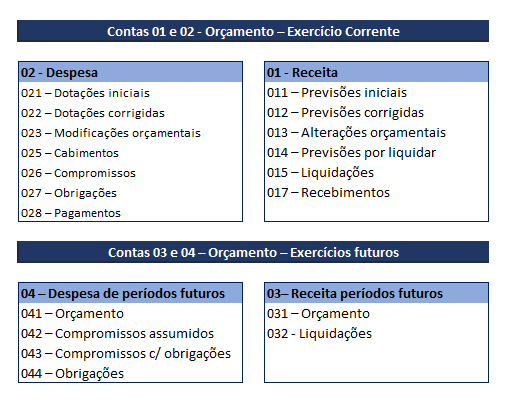 Contas 01 e 02 - Orçamento – Exercício Corrente
02 - Despesa
021 – Dotações iniciais
022 – Dotações corrigidas
023 – Modificações orçamentais
025 – Cabimentos
026 – Compromissos
027 – Obrigações
028 – Pagamentos
01 - Receita
011 – Previsões iniciais
012 – Previsões corrigidas
013 – Alterações orçamentais
014 – Previsões por liquidar
015 – Liquidações
017 – Recebimentos
Contas 03 e 04 – Orçamento – Exercícios futuros
04 – Despesa de períodos futuros
041 – Orçamento
042 – Compromissos assumidos
043 – Compromissos c/ obrigações
044 – Obrigações
03– Receita períodos futuros
031 – Orçamento
032 - Liquidações